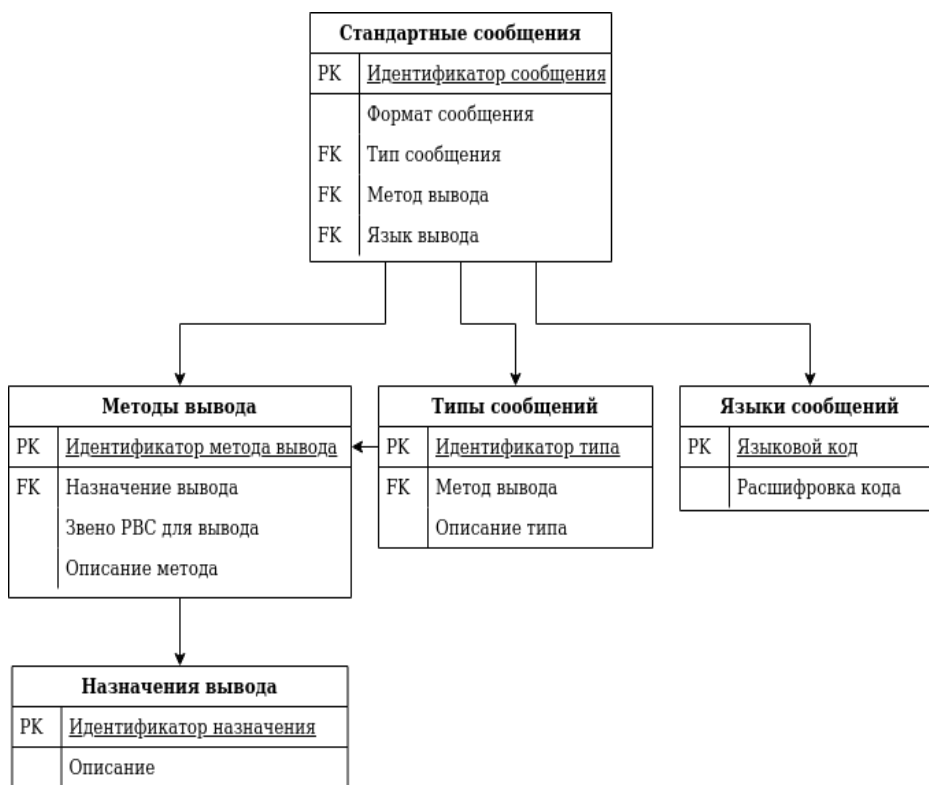 Стандартные сообщения
PK Идентификатор сообщения
Формат сообщения
FK Тип сообщения
FK Метод вывода
FK Язык вывода
Методы вывода
PK Идентификатор метода вывода
FK Назначение вывода
Звено РВС для вывода
Описание метода
Типы сообщений
PK Идентификатор типа
FK Метод вывода
Описание типа
Языки сообщений
PK Языковой код
Расшифровка кода
Назначения вывода
PK Идентификатор назначения
Описание